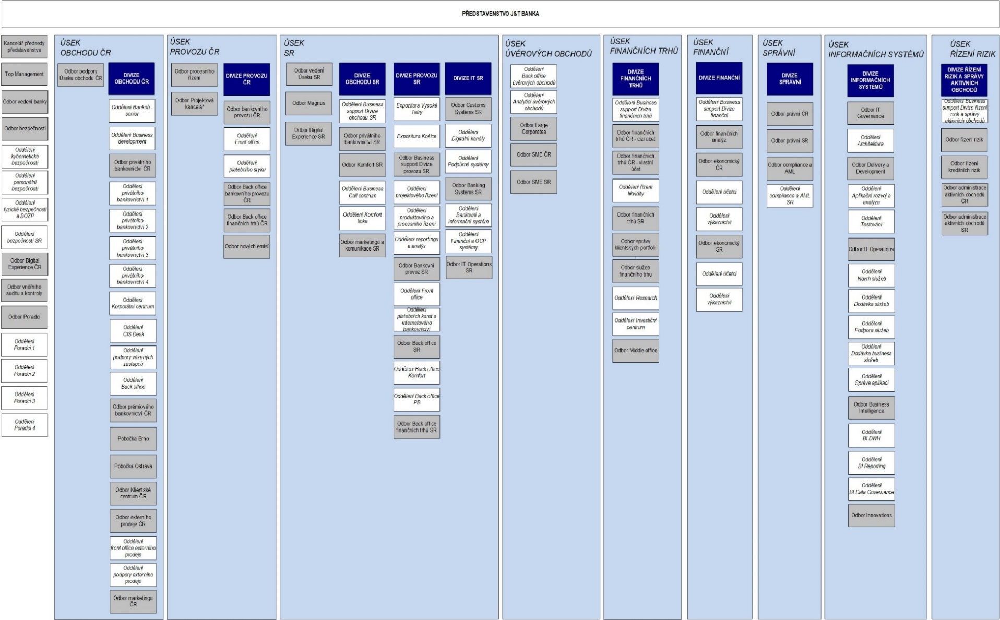 PŘEDSTAVENSTVO J&T BANKA
Kancelář předsedy
představenstva
Top Management
Odbor vedení banky
Odbor bezpečnosti
Oddělení
kybernetické
bezpečnosti
Oddělení
personální
bezpečnosti
Oddělení
fyzické bezpečnosti
a BOZP
Oddělení
bezpečnosti SR
Odbor Digital
Experience ČR
Odbor vnitřního
auditu a kontroly
Odbor Poradci
Oddělení
Poradci 1
Oddělení
Poradci 2
Oddělení
Poradci 3
Oddělení
Poradci 4
ÚSEK
OBCHODU ČR
Odbor podpory
Úseku obchodu ČR
DIVIZE
OBCHODU ČR
Oddělení Bankéři -
senior
Oddělení Business
development
Odbor privátního
bankovnictví ČR
Oddělení
privátního
bankovnictví 1
Oddělení
privátního
bankovnictví 2
Oddělení
privátního
bankovnictví 3
Oddělení
privátního
bankovnictví 4
Oddělení
Korporátní centrum
Oddělení
CIS Desk
Oddělení
podpory vázaných
zástupců
Oddělení
Back office
Odbor prémiového
bankovnictví ČR
Pobočka Brno
Pobočka Ostrava
Odbor Klientské
centrum ČR
Odbor externího
prodeje ČR
Oddělení
front office externího
prodeje
Oddělení
podpory externího
prodeje
Odbor marketingu
ČR
ÚSEK
PROVOZU ČR
Odbor procesního
řízení
Odbor Projektová
kancelář
DIVIZE PROVOZU
ČR
Odbor bankovního
provozu ČR
Oddělení
Front office
Oddělení
platebního styku
Odbor Back office
bankovního provozu
ČR
Odbor Back office
finančních trhů ČR
Odbor nových emisí
ÚSEK
SR
Odbor vedení
Úseku SR
Odbor Magnus
Odbor Digital
Experience SR
DIVIZE
OBCHODU SR
Oddělení Business
support Divize
obchodu SR
Odbor privátního
bankovnictví SR
Odbor Komfort SR
Oddělení Business
Call centrum
Oddělení Komfort
linka
Odbor marketingu a
komunikace SR
DIVIZE PROVOZU
SR
Expozitura Vysoké
Tatry
Expozitura Košice
Odbor Business
support Divize
provozu SR
Oddělení
projektového řízení
Oddělení
produktového a
procesního řízení
Oddělení reportingu
a analýz
Odbor Bankovní
provoz SR
Oddělení Front
office
Oddělení
platebních karet a
internetového
bankovnictví
Odbor Back office
SR
Oddělení Back office
Komfort
Oddělení Back office
PB
Odbor Back office
finančních trhů SR
DIVIZE IT SR
Odbor Customs
Systems SR
Oddělení
Digitální kanály
Oddělení
Podpůrné systémy
Odbor Banking
Systems SR
Oddělení
Bankovní a
informační systém
Oddělení
Finanční a OCP
systémy
Odbor IT Operations
SR
ÚSEK
ÚVĚROVÝCH OBCHODŮ
Oddělení
Back office
úvěrových obchodů
Oddělení
Analytici úvěrových
obchodů
Odbor Large
Corporates
Odbor SME ČR
Odbor SME SR
ÚSEK
FINANČNÍCH TRHŮ
DIVIZE
FINANČNÍCH
TRHŮ
Oddělení Business
support Divize
finančních trhů
Odbor finančních
trhů ČR - cizí účet
Odbor finančních
trhů ČR - vlastní
účet
Oddělení řízení
likvidity
Odbor finančních
trhů SR
Odbor správy
klientských portfolií
Odbor služeb
finančního trhu
Oddělení Research
Oddělení Investiční
centrum
Odbor Middle office
ÚSEK
FINANČNÍ
DIVIZE FINANČNÍ
Oddělení Business
support Divize
finanční
Odbor finančních
analýz
Odbor ekonomický
ČR
Oddělení účetní
Oddělení
výkaznictví
Odbor ekonomický
SR
Oddělení účetní
Oddělení
výkaznictví
ÚSEK
SPRÁVNÍ
DIVIZE
SPRÁVNÍ
Odbor právní ČR
Odbor právní SR
Odbor compliance a
AML
Oddělení
compliance a AML
SR
ÚSEK
INFORMAČNÍCH SYSTÉMŮ
DIVIZE
INFORMAČNÍCH
SYSTÉMŮ
Odbor IT
Governance
Oddělení
Architektura
Odbor Delivery a
Development
Oddělení
Aplikační rozvoj a
analýza
Oddělení
Testování
Odbor IT Operations
Oddělení
Návrh služeb
Oddělení
Dodávka služeb
Oddělení
Podpora služeb
Oddělení
Dodávka business
služeb
Oddělení
Správa aplikací
Odbor Business
Intelligence
Oddělení
BI DWH
Oddělení
BI Reporting
Oddělení
BI Data Governance
Odbor Innovations
ÚSEK
ŘÍZENÍ RIZIK
DIVIZE ŘÍZENÍ
RIZIK A SPRÁVY
AKTIVNÍCH
OBCHODŮ
Oddělení Business
support Divize řízení
rizik a správy
aktivních obchodů
Odbor řízení rizik
Odbor řízení
kreditních rizik
Odbor administrace
aktivních obchodů
ČR
Odbor administrace
aktivních obchodů
SR